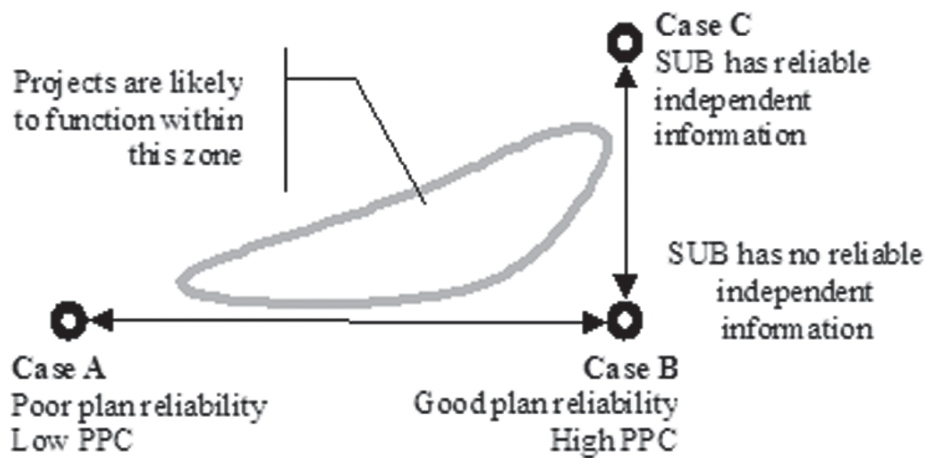 Case C
SUB has reliable
independent
information
Projects are likely
to function within
this zone
SUB has no reliable
independent
information
Case A
Poor plan reliability
Low PPC
Case B
Good plan reliability
High PPC